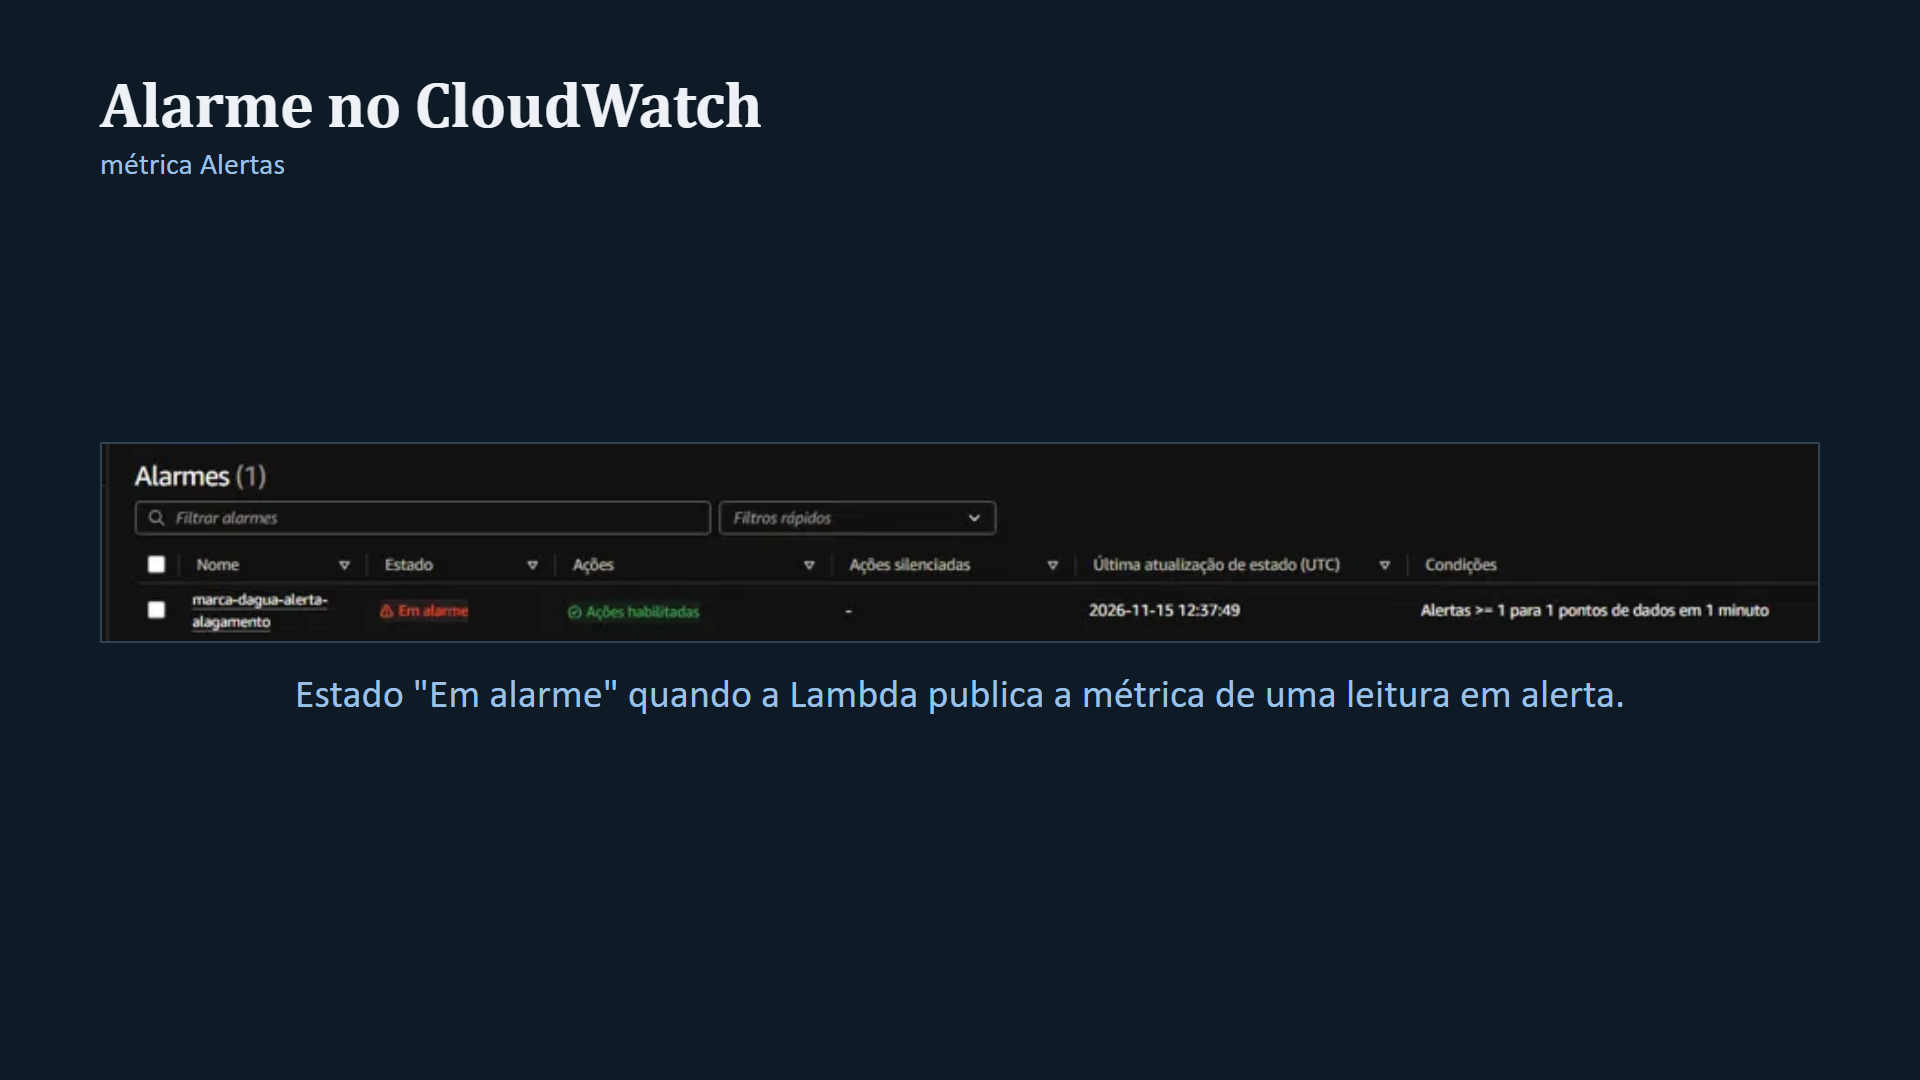 Alarme no CloudWatch
métrica Alertas
Alarmes (1)
Filtrar alarmes
Filtros rápidos
Nome Estado Ações Ações silenciadas Última atualização de estado (UTC) Condições
marca-dagua-alerta-alagamento Em alarme Ações habilitadas - 2026-11-15 12:37:49 Alertas >= 1 para 1 pontos de dados em 1 minuto
Estado "Em alarme" quando a Lambda publica a métrica de uma leitura em alerta.